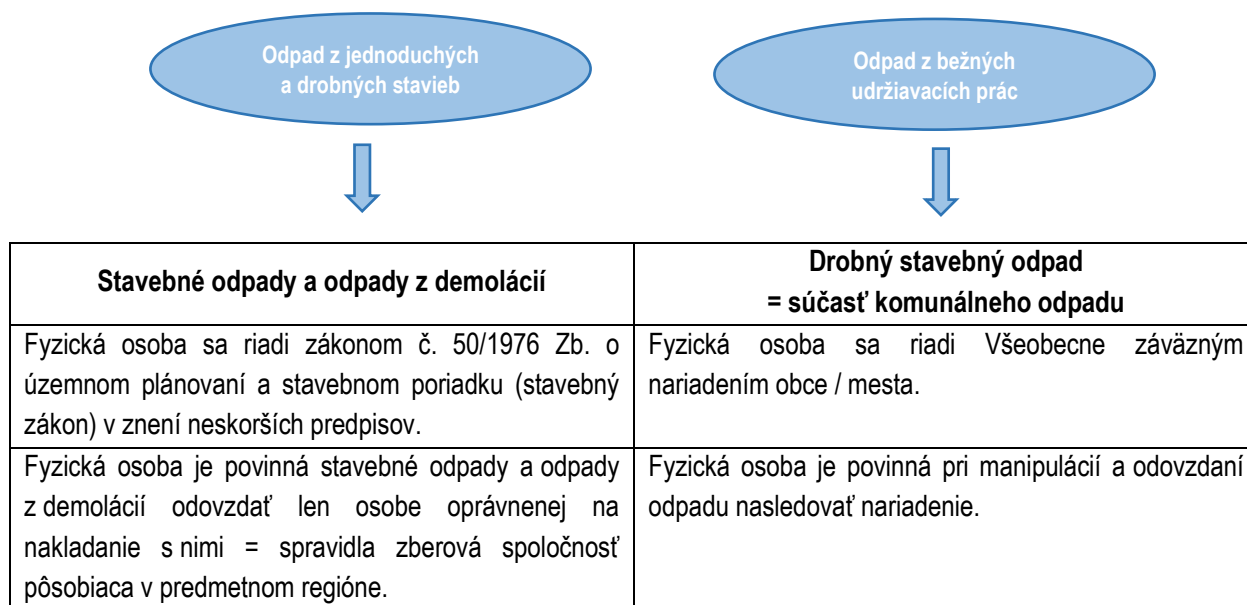 Odpad z jednoduchých
a drobných stavieb
Odpad z bežných
udržiavacích prác
Stavebné odpady a odpady z demolácií
Drobný stavebný odpad
= súčasť komunálneho odpadu
Fyzická osoba sa riadi zákonom č. 50/1976 Zb. o
územnom plánovaní a stavebnom poriadku (stavebný
zákon) v znení neskorších predpisov.
Fyzická osoba sa riadi Všeobecne záväzným
nariadením obce / mesta.
Fyzická osoba je povinná stavebné odpady a odpady
z demolácií odovzdať len osobe oprávnenej na
nakladanie s nimi = spravidla zberová spoločnosť
pôsobiaca v predmetnom regióne.
Fyzická osoba je povinná pri manipulácií a odovzdaní
odpadu nasledovať nariadenie.